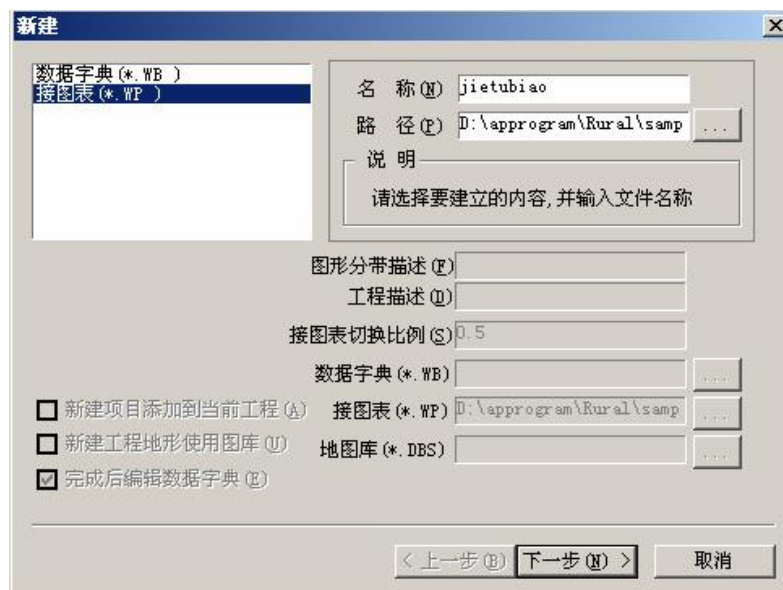 新建
数据字典(*.WB )
接图表(*.WP )
名 称(N) jietubiao
路 径(P) D:\approgram\Rural\samp ...
说 明
请选择要建立的内容,并输入文件名称
图形分带描述(F)
工程描述(D)
接图表切换比例(S) 0.5
数据字典(*.WB) ...
新建项目添加到当前工程(A) 接图表(*.WP) D:\approgram\Rural\samp ...
新建工程地形使用图库(U) 地图库(*.DBS) ...
完成后编辑数据字典(E)
< 上一步(B) 下一步(N) > 取消